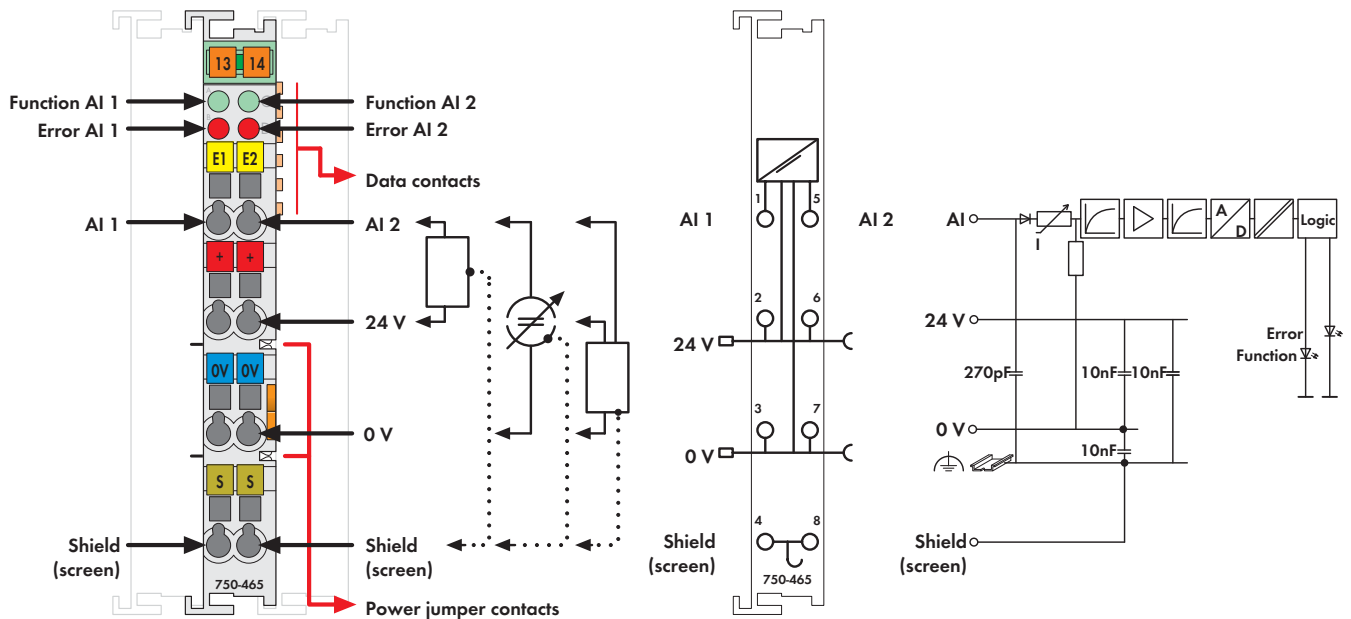 13 14
Function AI 1
Function AI 2
Error AI 1
Error AI 2
E1 E2
Data contacts
AI 1
AI 2
+ +
24 V
0V 0V
0 V
S S
Shield
(screen)
Shield
(screen)
750-465
Power jumper contacts
1 5
AI 1
AI 2
2 6
24 V
3 7
0 V
4 8
Shield
(screen)
750-465
AI
I
A
D
Logic
24 V
Error
Function
270pF
10nF
10nF
0 V
10nF
Shield
(screen)